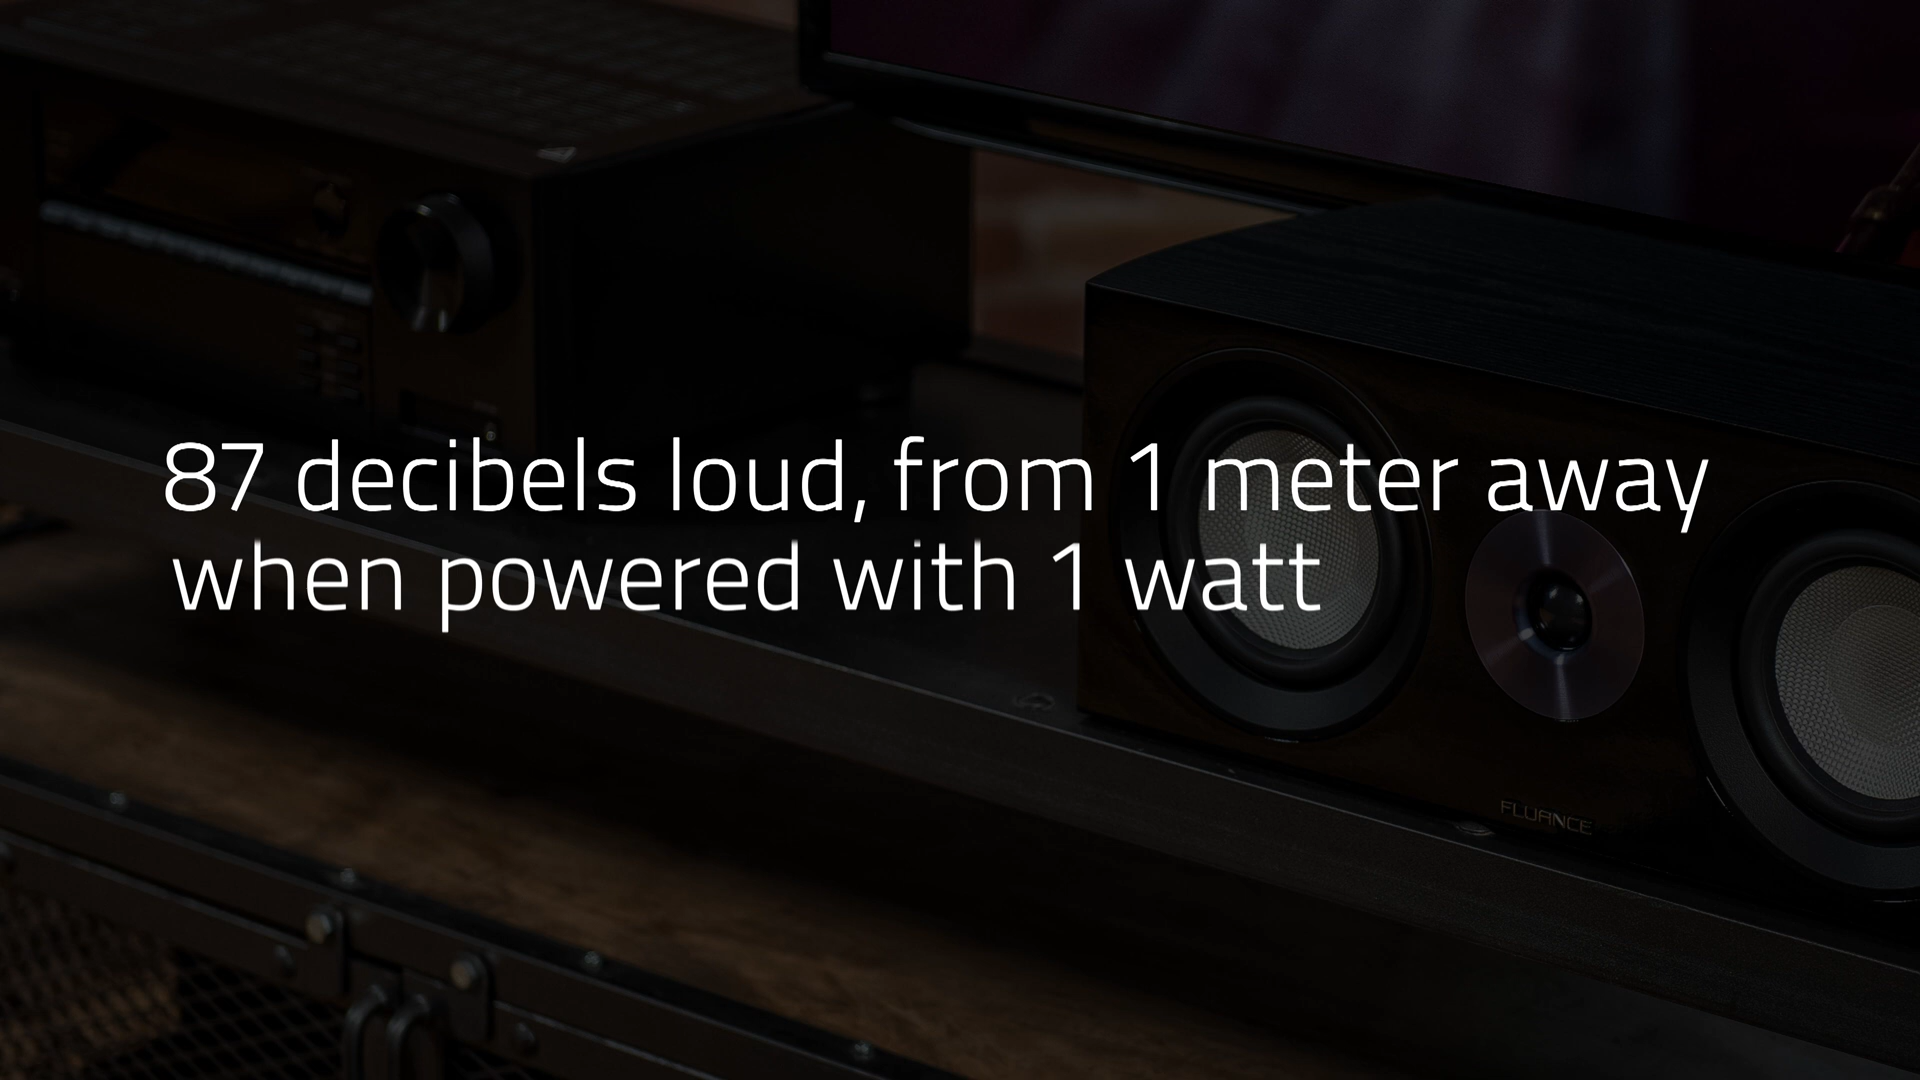 87 decibels loud, from 1 meter away
when powered with 1 watt
FLUANCE